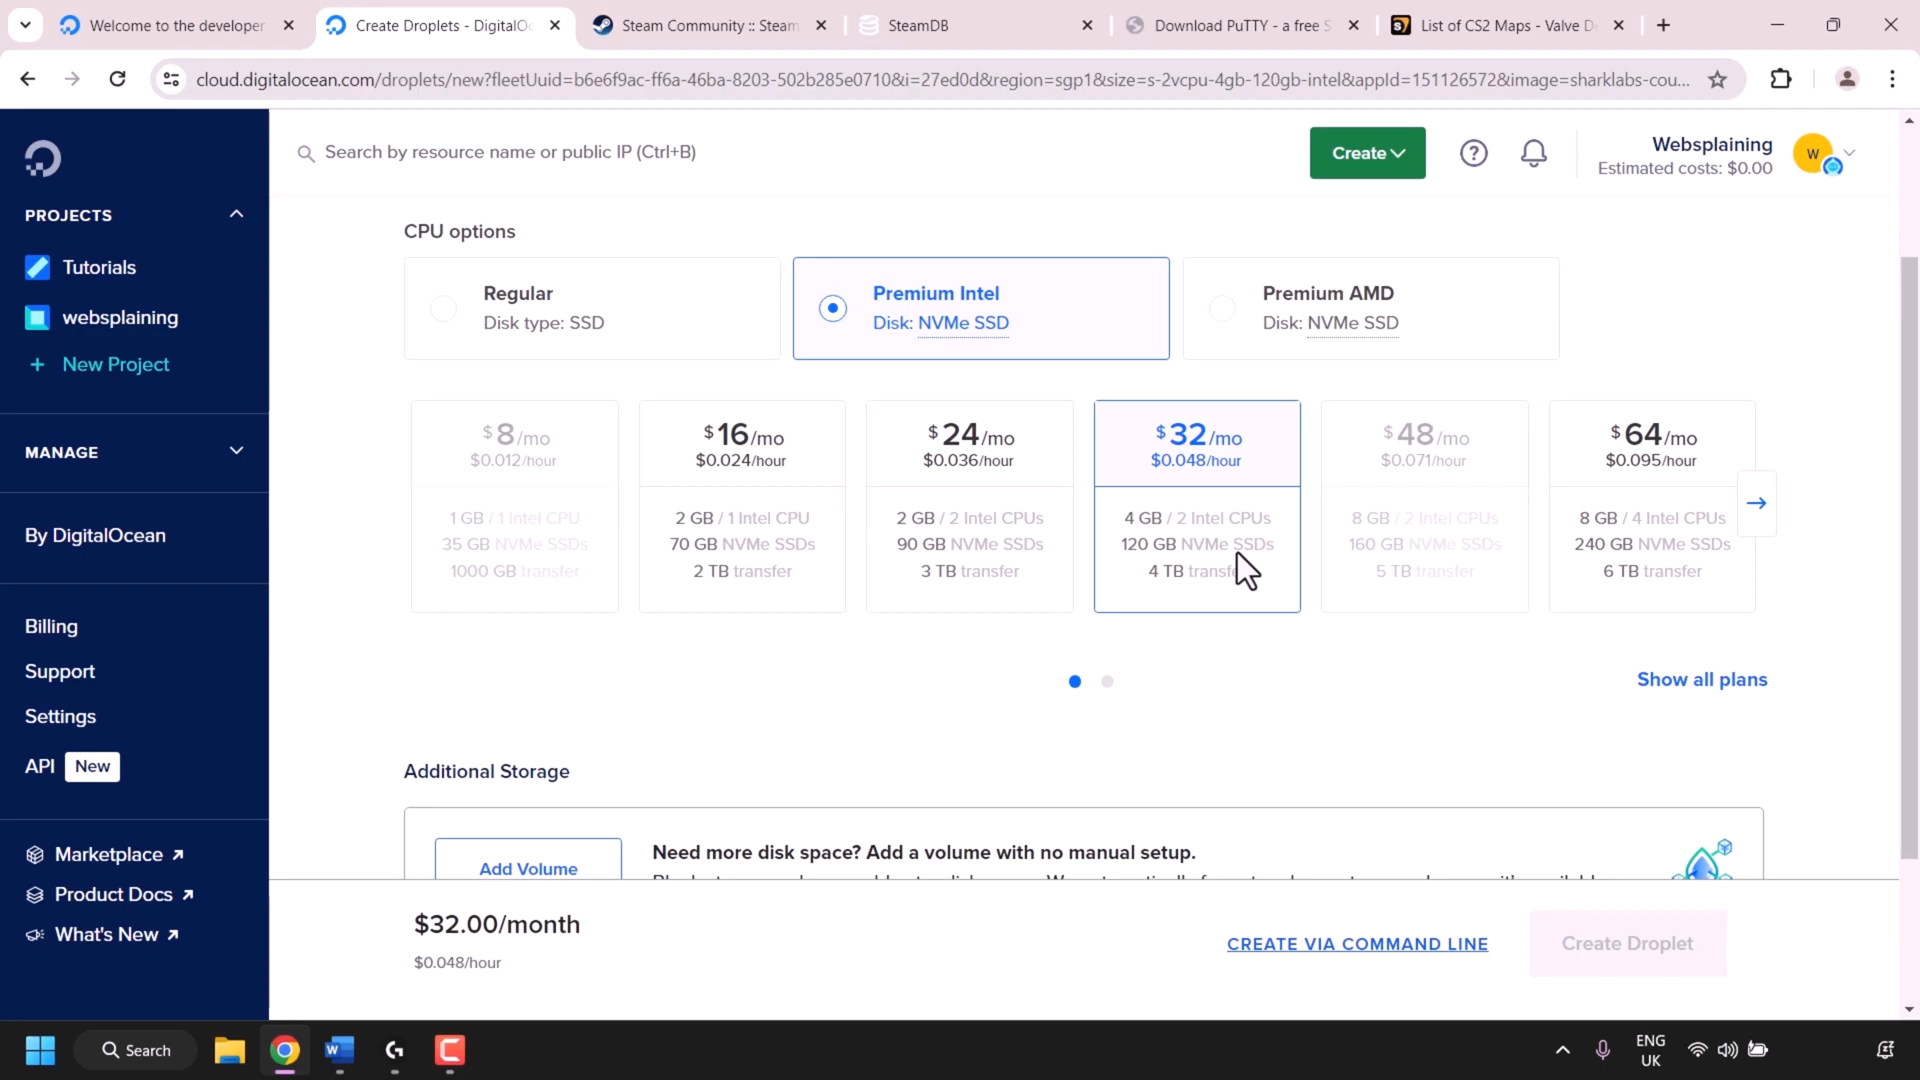 Welcome to the developer
Create Droplets - DigitalOc
Steam Community :: Steam
SteamDB
Download PuTTY - a free S
List of CS2 Maps - Valve De
cloud.digitalocean.com/droplets/new?fleetUuid=b6e6f9ac-ff6a-46ba-8203-502b285e0710&i=27ed0d&region=sgp1&size=s-2vcpu-4gb-120gb-intel&appId=151126572&image=sharklabs-cou...
Search by resource name or public IP (Ctrl+B)
Create
Websplaining
Estimated costs: $0.00
W
PROJECTS
Tutorials
websplaining
+ New Project
MANAGE
By DigitalOcean
Billing
Support
Settings
API New
Marketplace
Product Docs
What's New
CPU options
Regular
Disk type: SSD
Premium Intel
Disk: NVMe SSD
Premium AMD
Disk: NVMe SSD
$8/mo
$0.012/hour
1 GB / 1 Intel CPU
35 GB NVMe SSDs
1000 GB transfer
$16/mo
$0.024/hour
2 GB / 1 Intel CPU
70 GB NVMe SSDs
2 TB transfer
$24/mo
$0.036/hour
2 GB / 2 Intel CPUs
90 GB NVMe SSDs
3 TB transfer
$32/mo
$0.048/hour
4 GB / 2 Intel CPUs
120 GB NVMe SSDs
4 TB transf
$48/mo
$0.071/hour
8 GB / 2 Intel CPUs
160 GB NVMe SSDs
5 TB transfer
$64/mo
$0.095/hour
8 GB / 4 Intel CPUs
240 GB NVMe SSDs
6 TB transfer
Show all plans
Additional Storage
Add Volume
Need more disk space? Add a volume with no manual setup.
$32.00/month
$0.048/hour
CREATE VIA COMMAND LINE
Create Droplet
Search
ENG
UK